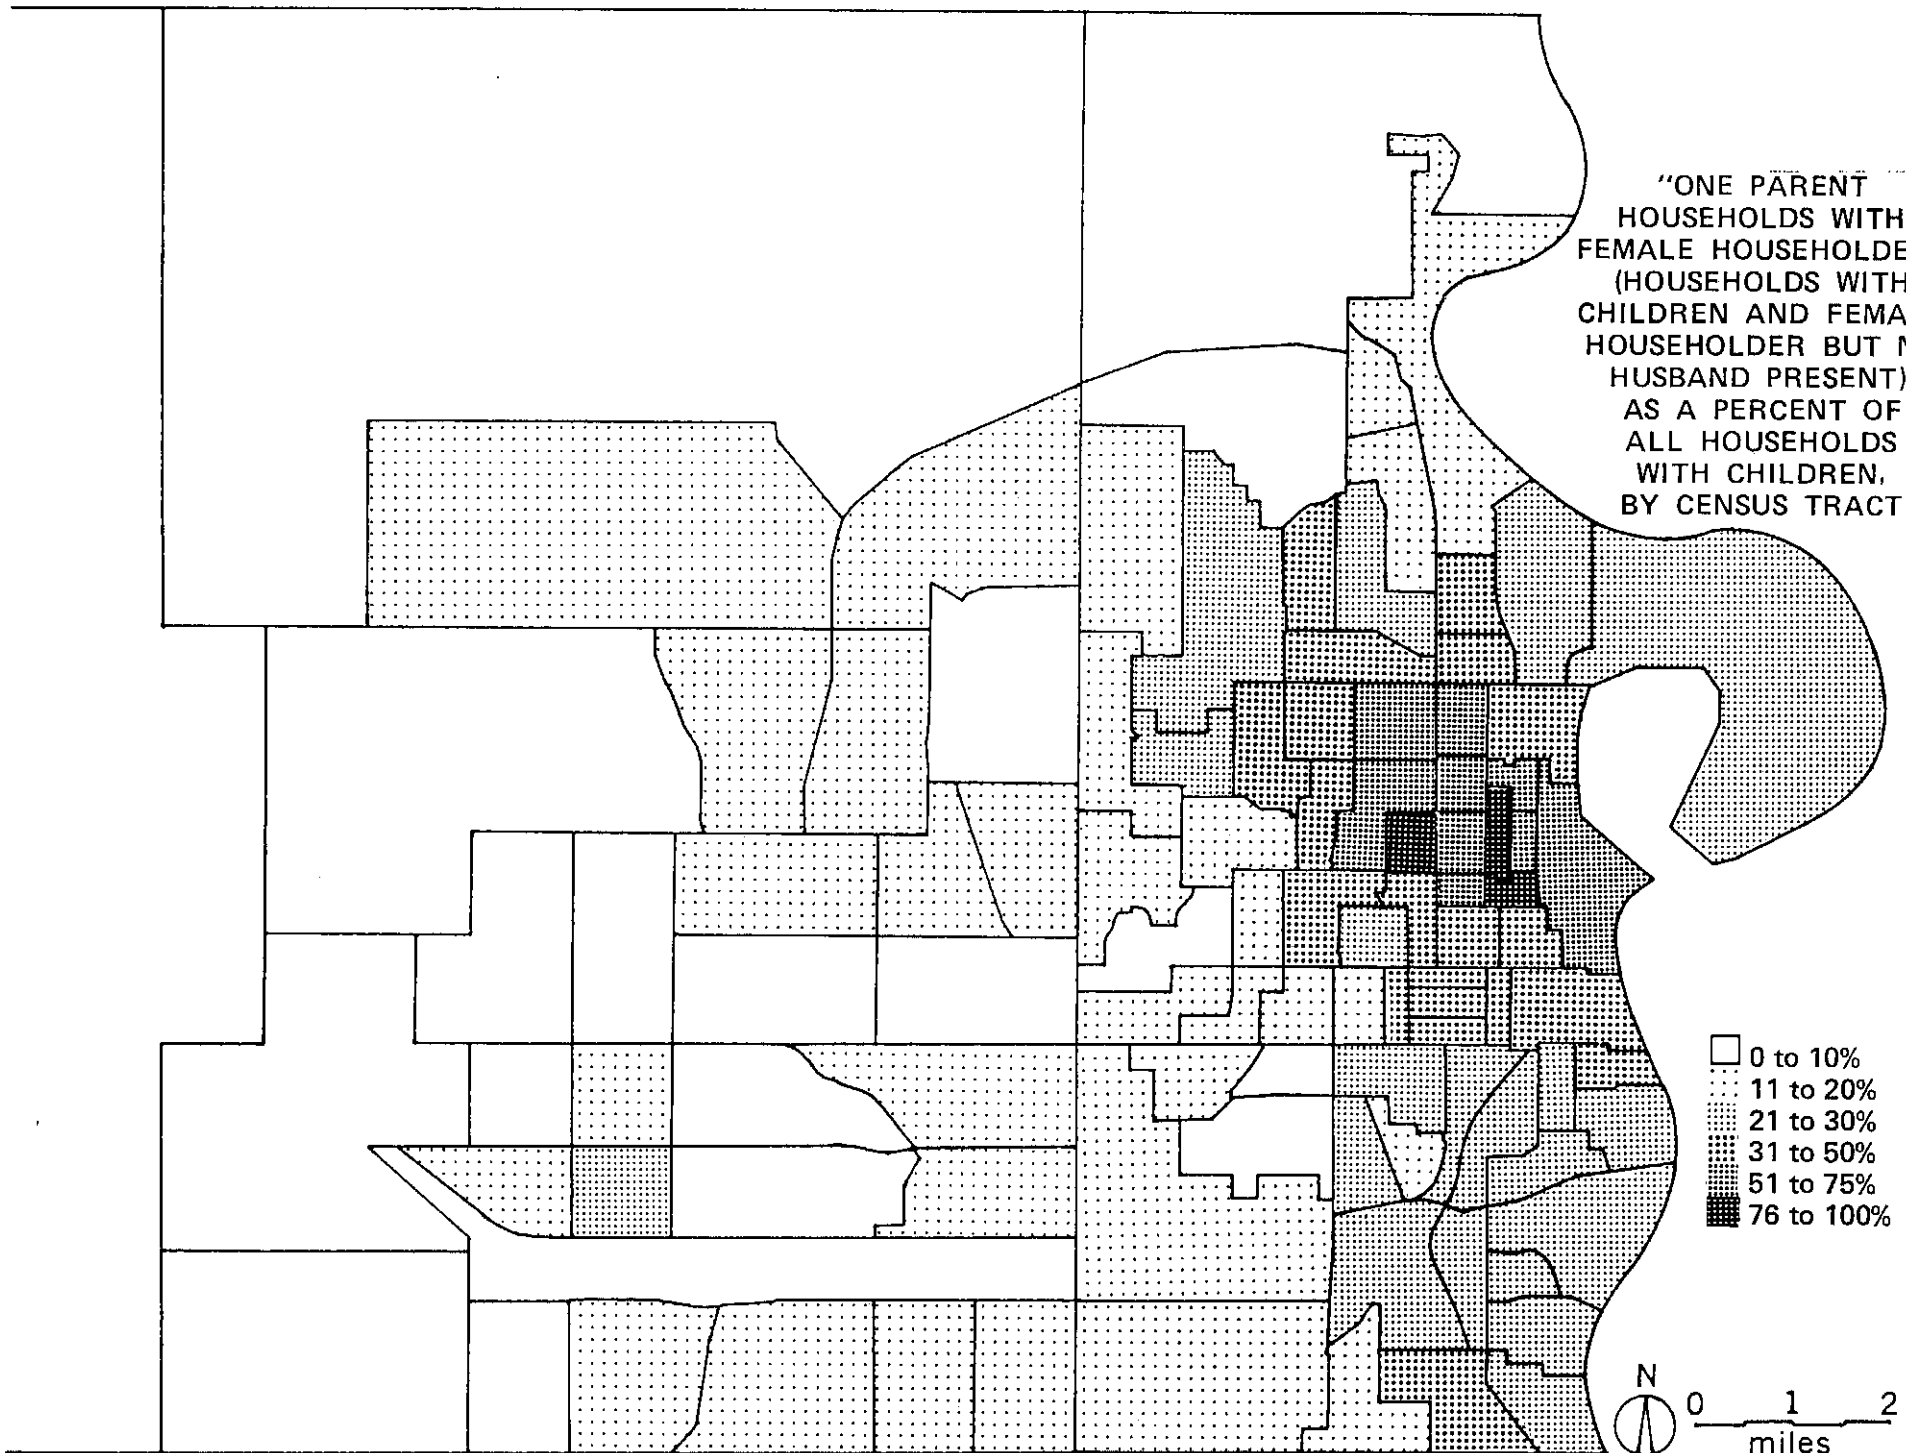 "ONE PARENT
HOUSEHOLDS WITH
FEMALE HOUSEHOLDE
(HOUSEHOLDS WITH
CHILDREN AND FEMA
HOUSEHOLDER BUT N
HUSBAND PRESENT)
AS A PERCENT OF
ALL HOUSEHOLDS
WITH CHILDREN,
BY CENSUS TRACT
0 to 10%
11 to 20%
21 to 30%
31 to 50%
51 to 75%
76 to 100%
N
0 1 2
miles